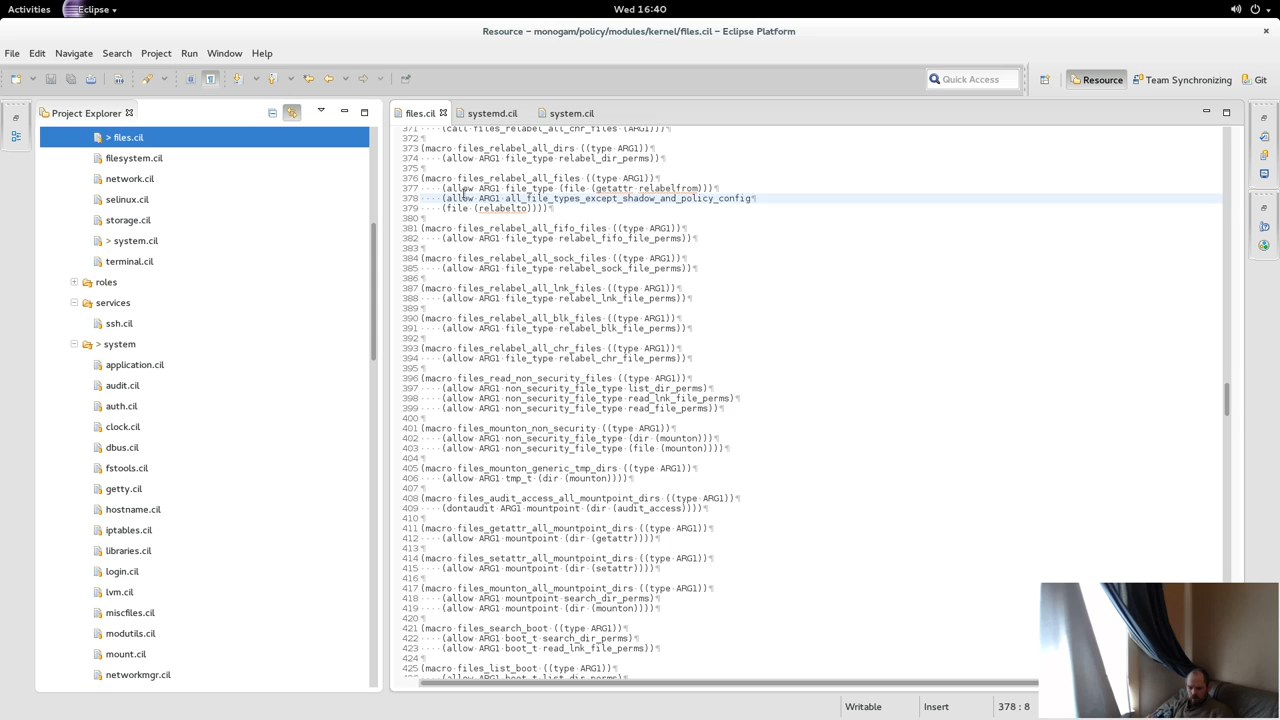 Activities Eclipse Wed 16:40
Resource – monogam/policy/modules/kernel/files.cil – Eclipse Platform
File Edit Navigate Search Project Run Window Help
Quick Access Resource Team Synchronizing Git
Project Explorer
> files.cil
filesystem.cil
network.cil
selinux.cil
storage.cil
> system.cil
terminal.cil
roles
services
ssh.cil
> system
application.cil
audit.cil
auth.cil
clock.cil
dbus.cil
fstools.cil
getty.cil
hostname.cil
iptables.cil
libraries.cil
login.cil
lvm.cil
miscfiles.cil
modutils.cil
mount.cil
networkmgr.cil
files.cil systemd.cil system.cil
371 ····(call·files_relabel_all_chr_files·(ARG1)))¶
372 ¶
373 (macro·files_relabel_all_dirs·((type·ARG1))¶
374 ····(allow·ARG1·file_type·relabel_dir_perms))¶
375 ¶
376 (macro·files_relabel_all_files·((type·ARG1))¶
377 ····(allow·ARG1·file_type·(file·(getattr·relabelfrom)))¶
378 ····(allow·ARG1·all_file_types_except_shadow_and_policy_config¶
379 ····(file·(relabelto))))¶
380 ¶
381 (macro·files_relabel_all_fifo_files·((type·ARG1))¶
382 ····(allow·ARG1·file_type·relabel_fifo_file_perms))¶
383 ¶
384 (macro·files_relabel_all_sock_files·((type·ARG1))¶
385 ····(allow·ARG1·file_type·relabel_sock_file_perms))¶
386 ¶
387 (macro·files_relabel_all_lnk_files·((type·ARG1))¶
388 ····(allow·ARG1·file_type·relabel_lnk_file_perms))¶
389 ¶
390 (macro·files_relabel_all_blk_files·((type·ARG1))¶
391 ····(allow·ARG1·file_type·relabel_blk_file_perms))¶
392 ¶
393 (macro·files_relabel_all_chr_files·((type·ARG1))¶
394 ····(allow·ARG1·file_type·relabel_chr_file_perms))¶
395 ¶
396 (macro·files_read_non_security_files·((type·ARG1))¶
397 ····(allow·ARG1·non_security_file_type·list_dir_perms)¶
398 ····(allow·ARG1·non_security_file_type·read_lnk_file_perms)¶
399 ····(allow·ARG1·non_security_file_type·read_file_perms))¶
400 ¶
401 (macro·files_mounton_non_security·((type·ARG1))¶
402 ····(allow·ARG1·non_security_file_type·(dir·(mounton)))¶
403 ····(allow·ARG1·non_security_file_type·(file·(mounton))))¶
404 ¶
405 (macro·files_mounton_generic_tmp_dirs·((type·ARG1))¶
406 ····(allow·ARG1·tmp_t·(dir·(mounton))))¶
407 ¶
408 (macro·files_audit_access_all_mountpoint_dirs·((type·ARG1))¶
409 ····(dontaudit·ARG1·mountpoint·(dir·(audit_access))))¶
410 ¶
411 (macro·files_getattr_all_mountpoint_dirs·((type·ARG1))¶
412 ····(allow·ARG1·mountpoint·(dir·(getattr))))¶
413 ¶
414 (macro·files_setattr_all_mountpoint_dirs·((type·ARG1))¶
415 ····(allow·ARG1·mountpoint·(dir·(setattr))))¶
416 ¶
417 (macro·files_mounton_all_mountpoint_dirs·((type·ARG1))¶
418 ····(allow·ARG1·mountpoint·search_dir_perms)¶
419 ····(allow·ARG1·mountpoint·(dir·(mounton))))¶
420 ¶
421 (macro·files_search_boot·((type·ARG1))¶
422 ····(allow·ARG1·boot_t·search_dir_perms)¶
423 ····(allow·ARG1·boot_t·read_lnk_file_perms))¶
424 ¶
425 (macro·files_list_boot·((type·ARG1))¶
····(allow·ARG1·boot_t·list_dir_perms)¶
Writable Insert 378 : 8